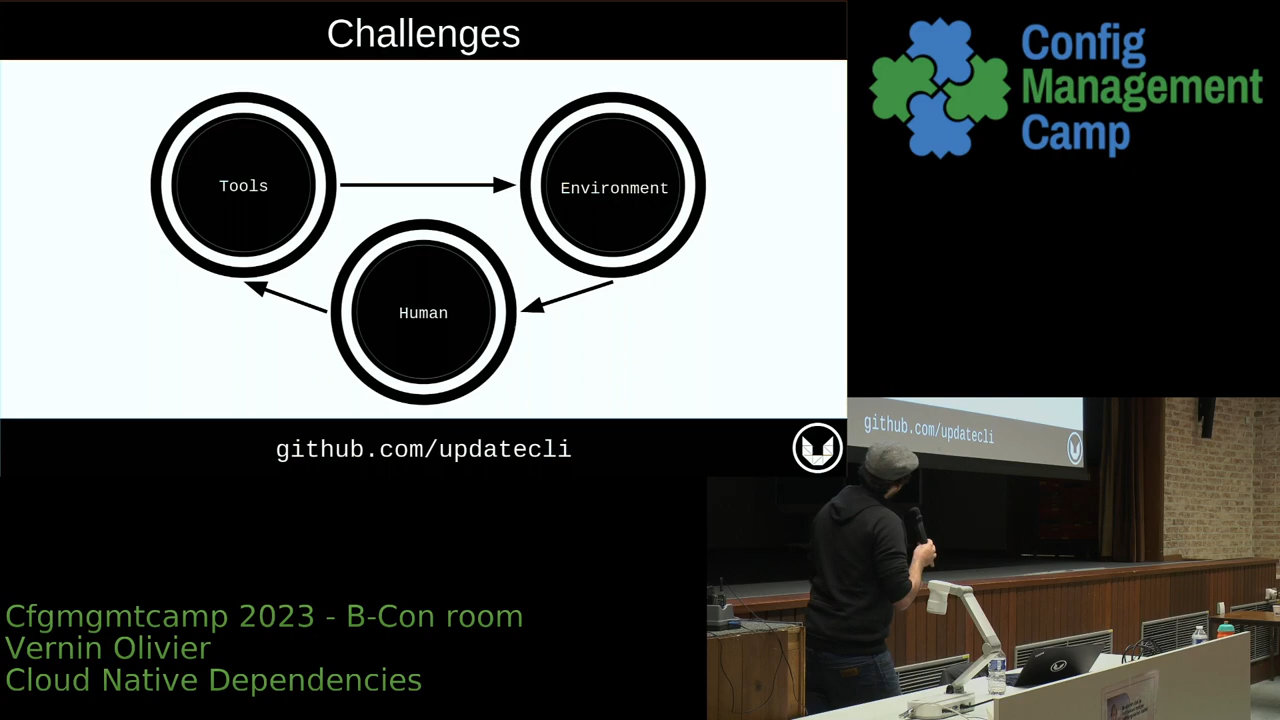 Challenges
Tools
Environment
Human
github.com/updatecli
Config
Management
Camp
github.com/updatecli
Cfgmgmtcamp 2023 - B-Con room
Vernin Olivier
Cloud Native Dependencies